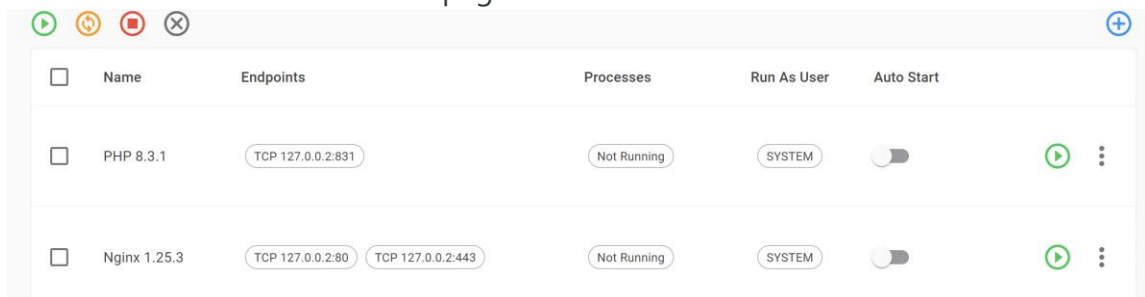 Name Endpoints Processes Run As User Auto Start
PHP 8.3.1 TCP 127.0.0.2:831 Not Running SYSTEM
Nginx 1.25.3 TCP 127.0.0.2:80 TCP 127.0.0.2:443 Not Running SYSTEM